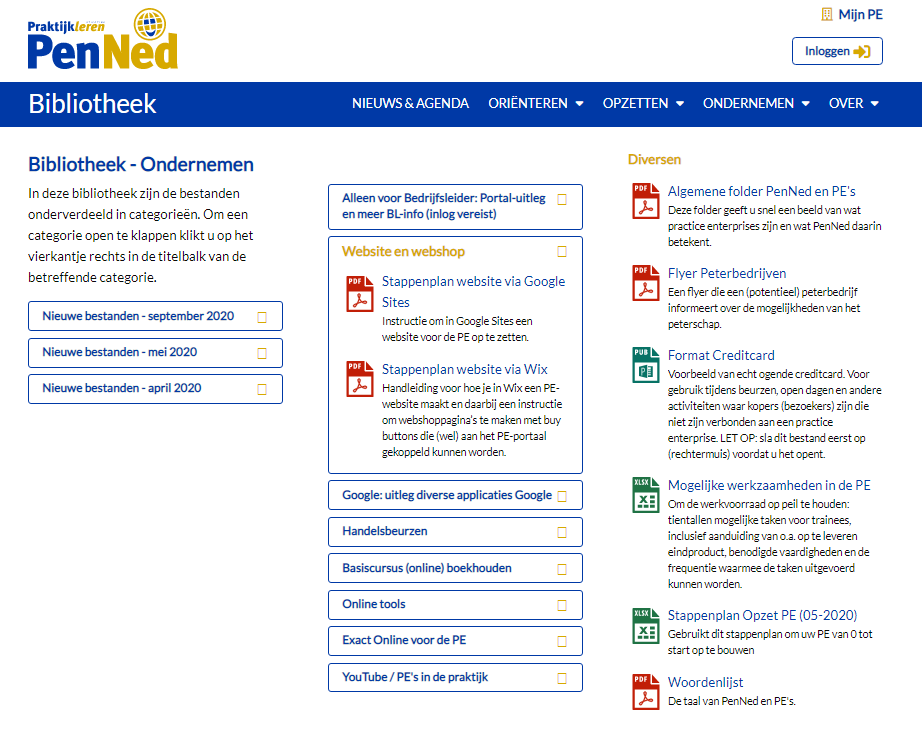 Praktijkleren
PenNed
Mijn PE
Inloggen
Bibliotheek
NIEUWS & AGENDA
ORIËNTEREN
OPZETTEN
ONDERNEMEN
OVER
Bibliotheek - Ondernemen
In deze bibliotheek zijn de bestanden
onderverdeeld in categorieën. Om een
categorie open te klappen klikt u op het
vierkantje rechts in de titelbalk van de
betreffende categorie.
Nieuwe bestanden - september 2020
Nieuwe bestanden - mei 2020
Nieuwe bestanden - april 2020
Alleen voor Bedrijfsleider: Portal-uitleg
en meer BL-info (inlog vereist)
Website en webshop
PDF
Stappenplan website via Google
Sites
Instructie om in Google Sites een
website voor de PE op te zetten.
PDF
Stappenplan website via Wix
Handleiding voor hoe je in Wix een PE-
website maakt en daarbij een instructie
om webshoppagina's te maken met buy
buttons die (wel) aan het PE-portaal
gekoppeld kunnen worden.
Google: uitleg diverse applicaties Google
Handelsbeurzen
Basiscursus (online) boekhouden
Online tools
Exact Online voor de PE
YouTube / PE's in de praktijk
Diversen
PDF
Algemene folder PenNed en PE's
Deze folder geeft u snel een beeld van wat
practice enterprises zijn en wat PenNed daarin
betekent.
PDF
Flyer Peterbedrijven
Een flyer die een (potentieel) peterbedrijf
informeert over de mogelijkheden van het
peterschap.
PUB
Format Creditcard
Voorbeeld van echt ogende creditcard. Voor
gebruik tijdens beurzen, open dagen en andere
activiteiten waar kopers (bezoekers) zijn die
niet zijn verbonden aan een practice
enterprise. LET OP: sla dit bestand eerst op
(rechtermuis) voordat u het opent.
XLSX
Mogelijke werkzaamheden in de PE
Om de werkvoorraad op peil te houden:
tientallen mogelijke taken voor trainees,
inclusief aanduiding van o.a. op te leveren
eindproduct, benodigde vaardigheden en de
frequentie waarmee de taken uitgevoerd
kunnen worden.
XLSX
Stappenplan Opzet PE (05-2020)
Gebruikt dit stappenplan om uw PE van 0 tot
start op te bouwen
PDF
Woordenlijst
De taal van PenNed en PE's.